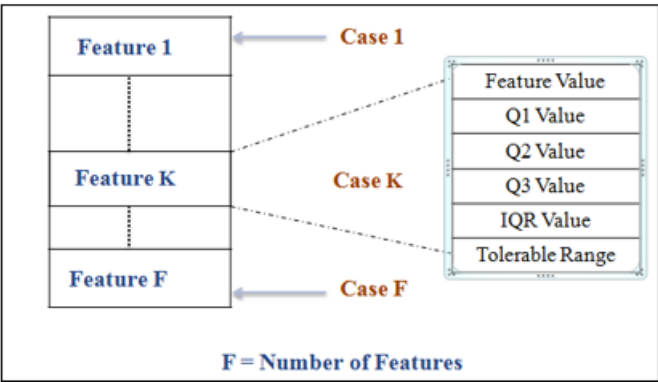 Feature 1
Case 1
Feature K
Case K
Feature F
Case F
Feature Value
Q1 Value
Q2 Value
Q3 Value
IQR Value
Tolerable Range
F = Number of Features